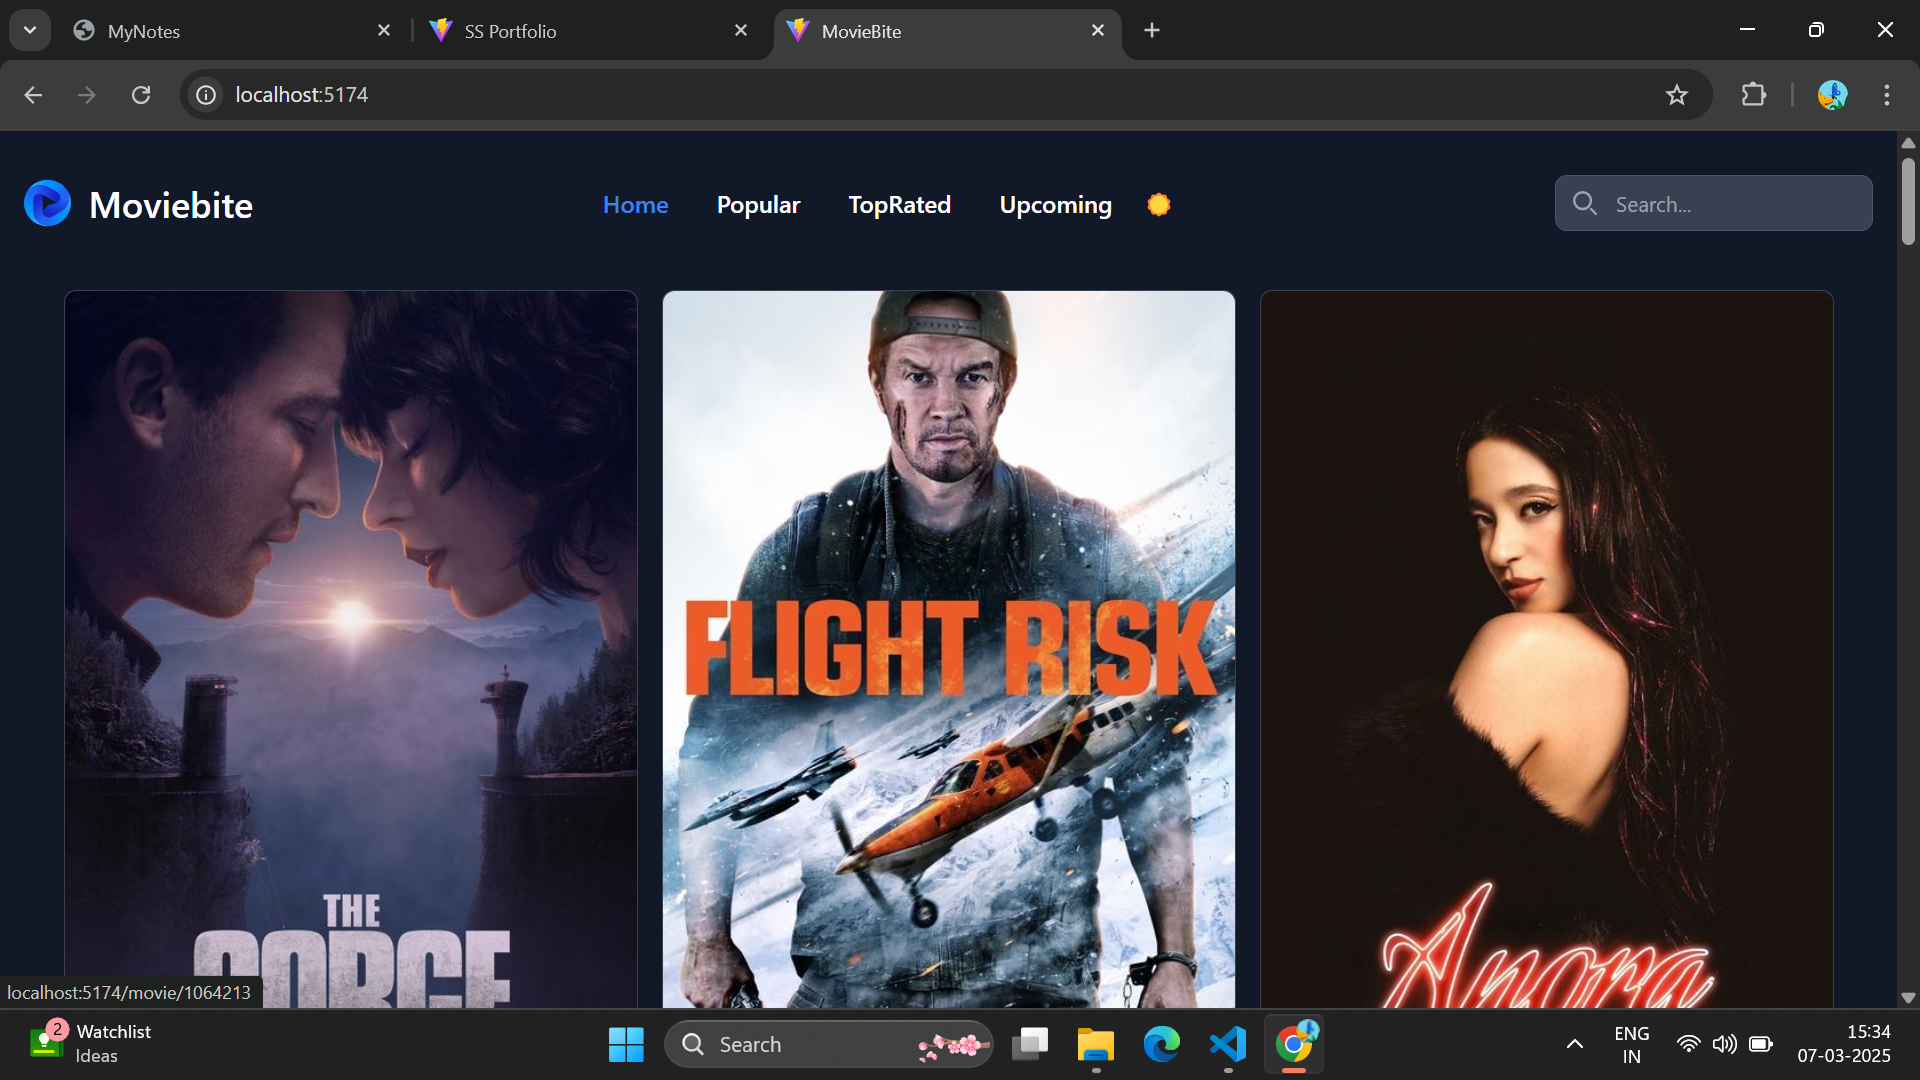 MyNotes
SS Portfolio
MovieBite
localhost:5174
Moviebite
Home
Popular
TopRated
Upcoming
Search...
FLIGHT RISK
THE
GORGE
Anora
localhost:5174/movie/1064213
2
Watchlist
Ideas
Search
ENG
IN
15:34
07-03-2025